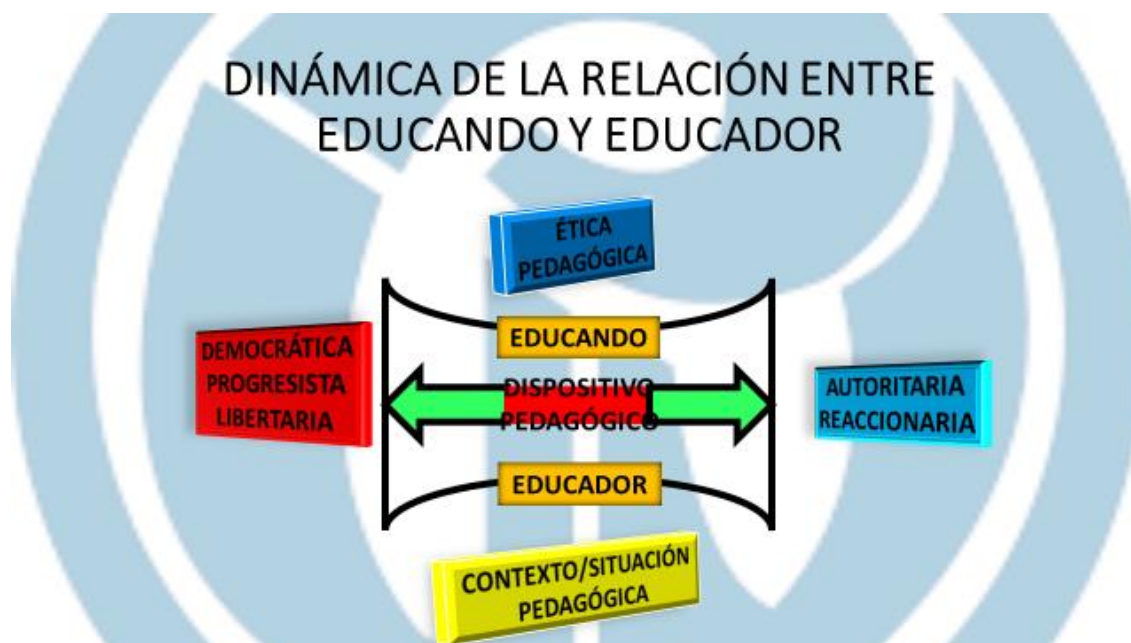 DINÁMICA DE LA RELACIÓN ENTRE
EDUCANDO Y EDUCADOR
ÉTICA
PEDAGÓGICA
EDUCANDO
DEMOCRÁTICA
PROGRESISTA
LIBERTARIA
DISPOSITIVO
PEDAGÓGICO
AUTORITARIA
REACCIONARIA
EDUCADOR
CONTEXTO/SITUACIÓN
PEDAGÓGICA